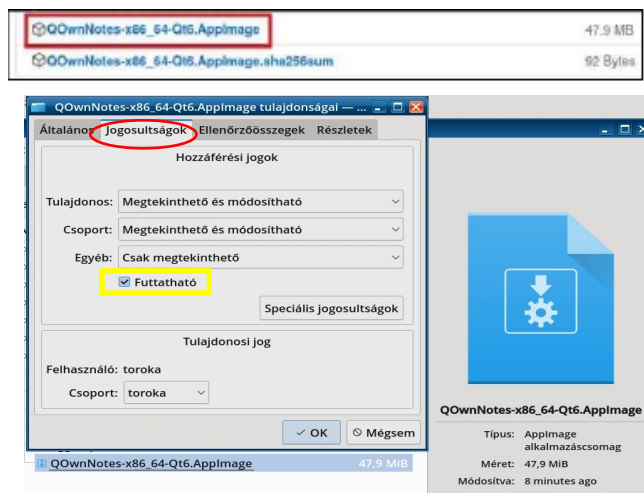 QOwnNotes-x86_64-Qt6.AppImage 47.9 MB
QOwnNotes-x86_64-Qt6.AppImage.sha256sum 92 Bytes
QOwnNotes-x86_64-Qt6.AppImage tulajdonságai — ...
Általános Jogosultságok Ellenőrzőösszegek Részletek
Hozzáférési jogok
Tulajdonos: Megtekinthető és módosítható
Csoport: Megtekinthető és módosítható
Egyéb: Csak megtekinthető
Futtatható
Speciális jogosultságok
Tulajdonosi jog
Felhasználó: toroka
Csoport: toroka
OK Mégsem
QOwnNotes-x86_64-Qt6.AppImage 47,9 MiB
QOwnNotes-x86_64-Qt6.AppImage
Típus: AppImage
alkalmazáscsomag
Méret: 47,9 MiB
Módosítva: 8 minutes ago